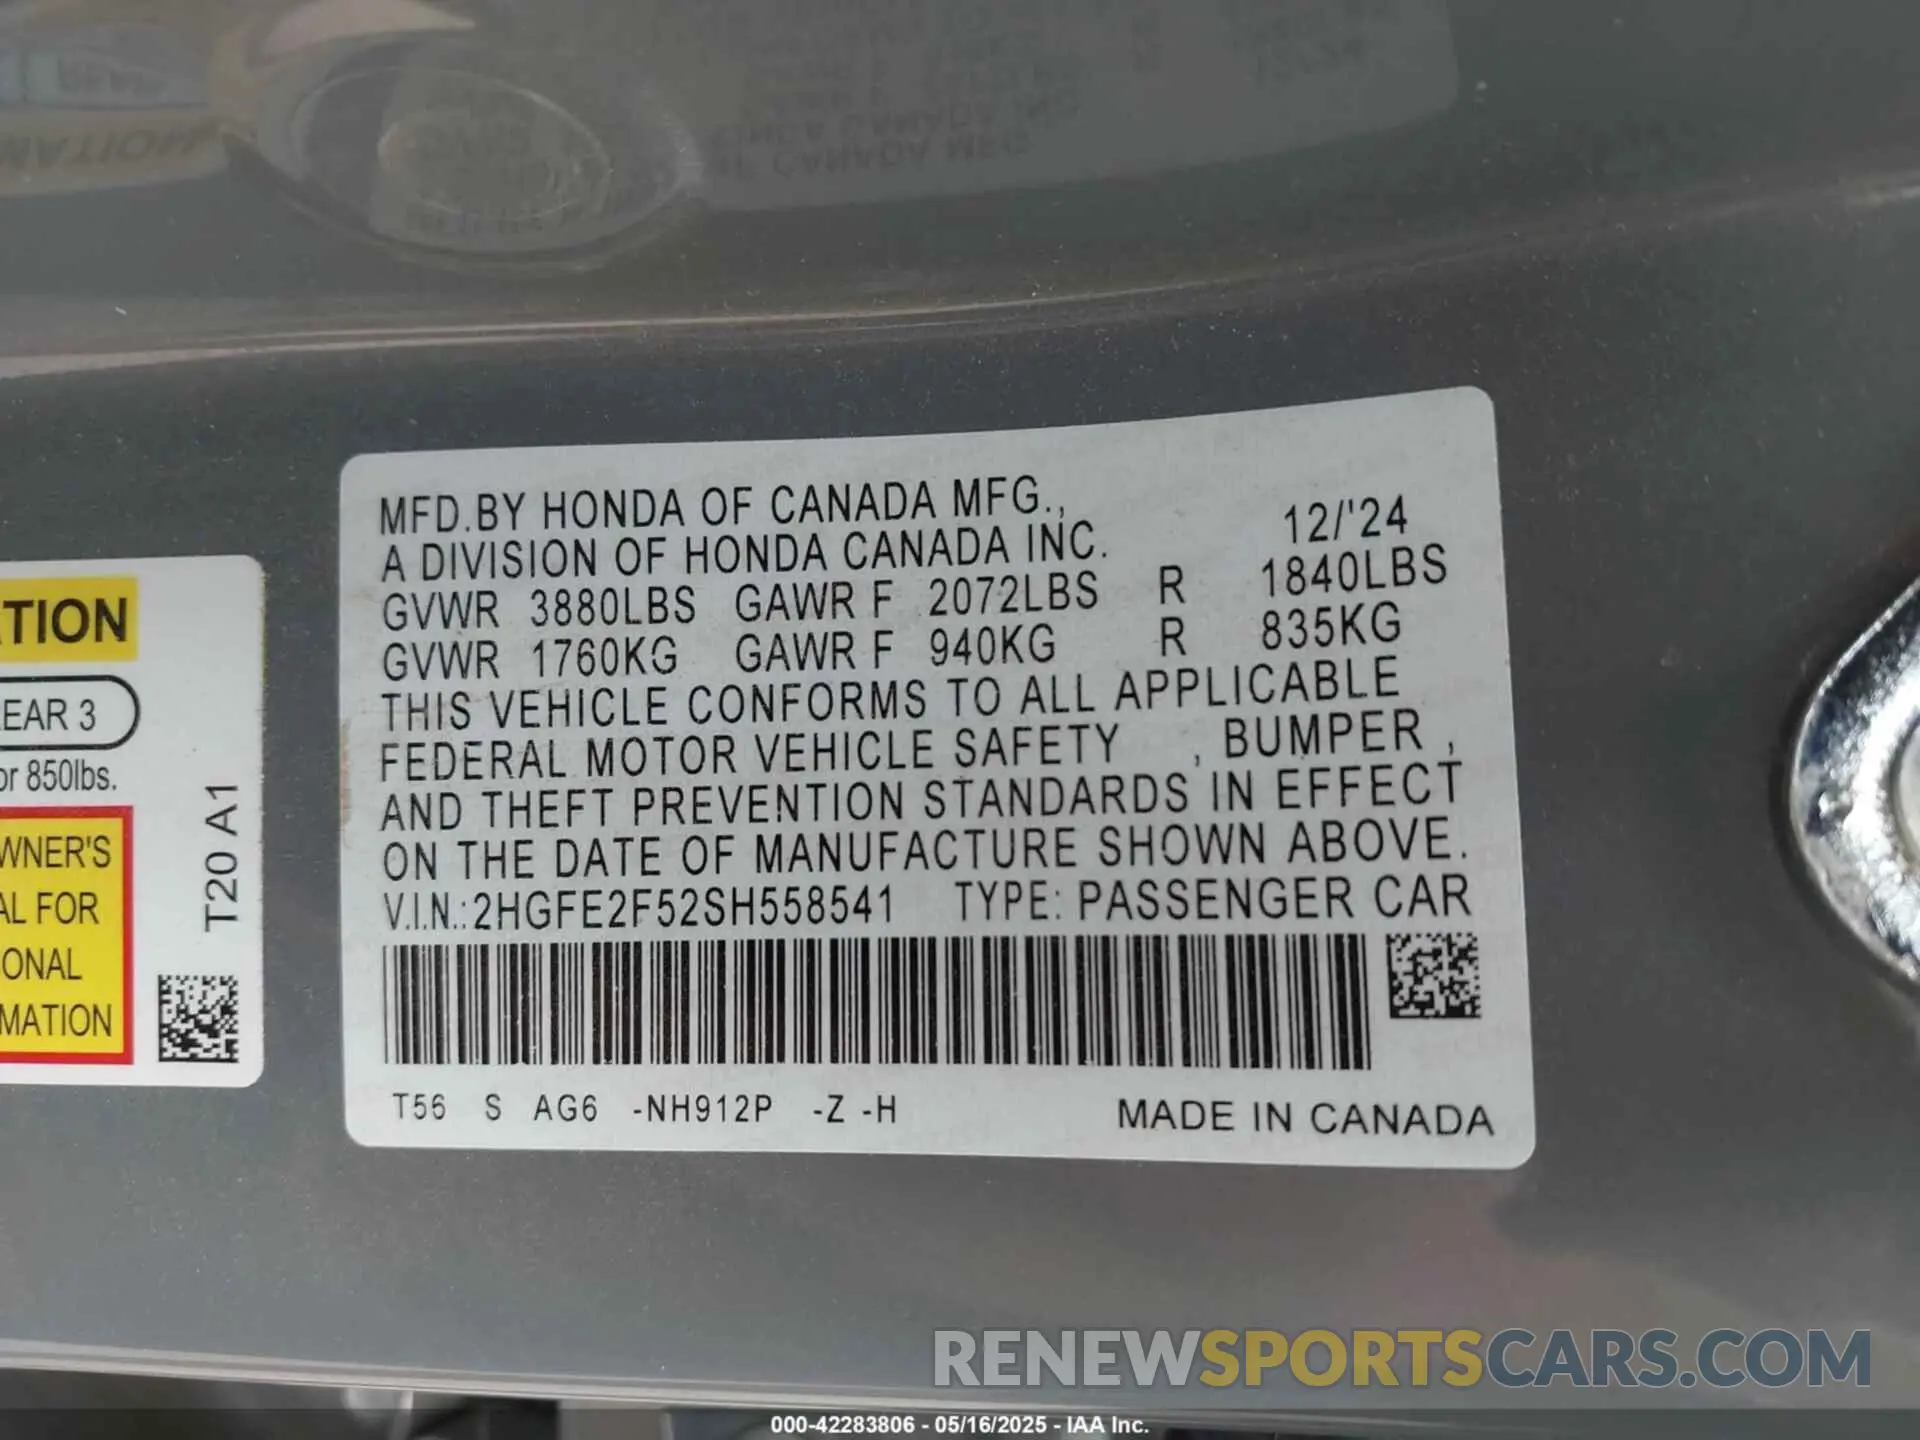 MFD.BY HONDA OF CANADA MFG.,
A DIVISION OF HONDA CANADA INC. 12/'24
GVWR 3880LBS GAWR F 2072LBS R 1840LBS
GVWR 1760KG GAWR F 940KG R 835KG
THIS VEHICLE CONFORMS TO ALL APPLICABLE
FEDERAL MOTOR VEHICLE SAFETY , BUMPER ,
AND THEFT PREVENTION STANDARDS IN EFFECT
ON THE DATE OF MANUFACTURE SHOWN ABOVE.
V.I.N.:2HGFE2F52SH558541 TYPE: PASSENGER CAR
T56 S AG6 -NH912P -Z -H MADE IN CANADA
ATION
EAR 3
or 850lbs.
WNER'S
AL FOR
ONAL
MATION
T20 A1
RENEWSPORTSCARS.COM
000-42283806 - 05/16/2025 - IAA Inc.